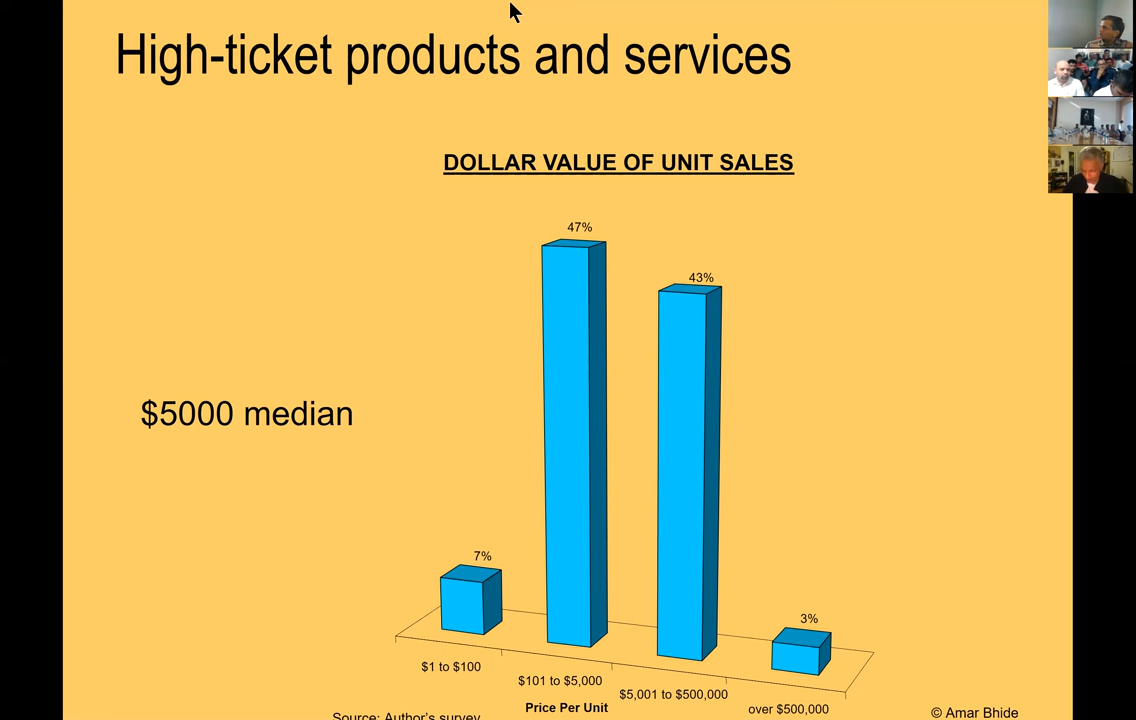 High-ticket products and services
DOLLAR VALUE OF UNIT SALES
47%
43%
$5000 median
7%
3%
$1 to $100
$101 to $5,000
$5,001 to $500,000
over $500,000
Price Per Unit
Source: Author's survey
© Amar Bhide